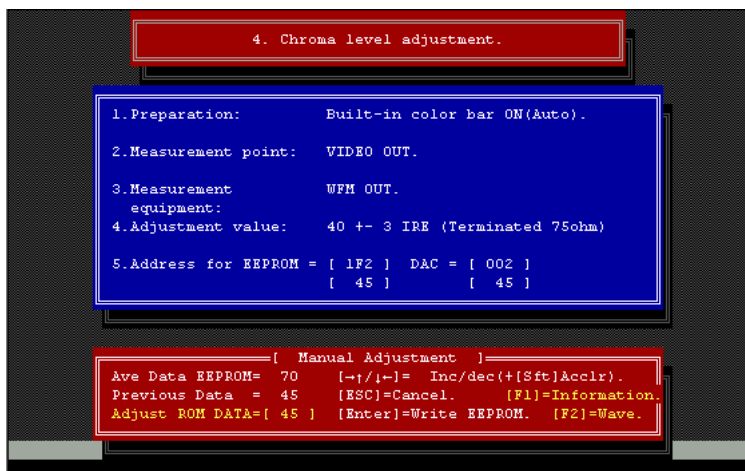 4. Chroma level adjustment.
1.Preparation: Built-in color bar ON(Auto).
2.Measurement point: VIDEO OUT.
3.Measurement WFM OUT.
equipment:
4.Adjustment value: 40 +- 3 IRE (Terminated 75ohm)
5.Address for EEPROM = [ 1F2 ] DAC = [ 002 ]
[ 45 ] [ 45 ]
[ Manual Adjustment ]
Ave Data EEPROM= 70 [→↑/↓←]= Inc/dec(+[Sft]Acclr).
Previous Data = 45 [ESC]=Cancel. [F1]=Information.
Adjust ROM DATA=[ 45 ] [Enter]=Write EEPROM. [F2]=Wave.